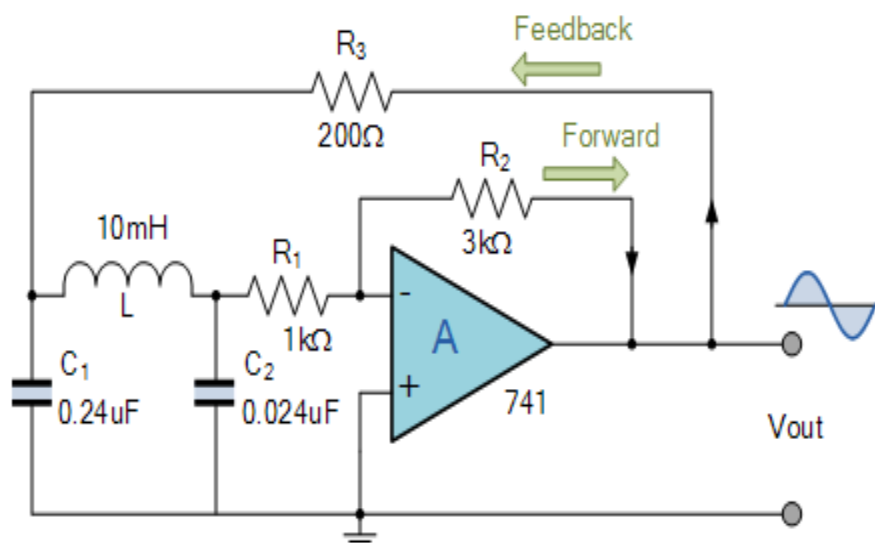 Feedback
R3
200Ω
Forward
R2
3kΩ
10mH
L
R1
1kΩ
-
A
+
741
C1
0.24uF
C2
0.024uF
Vout